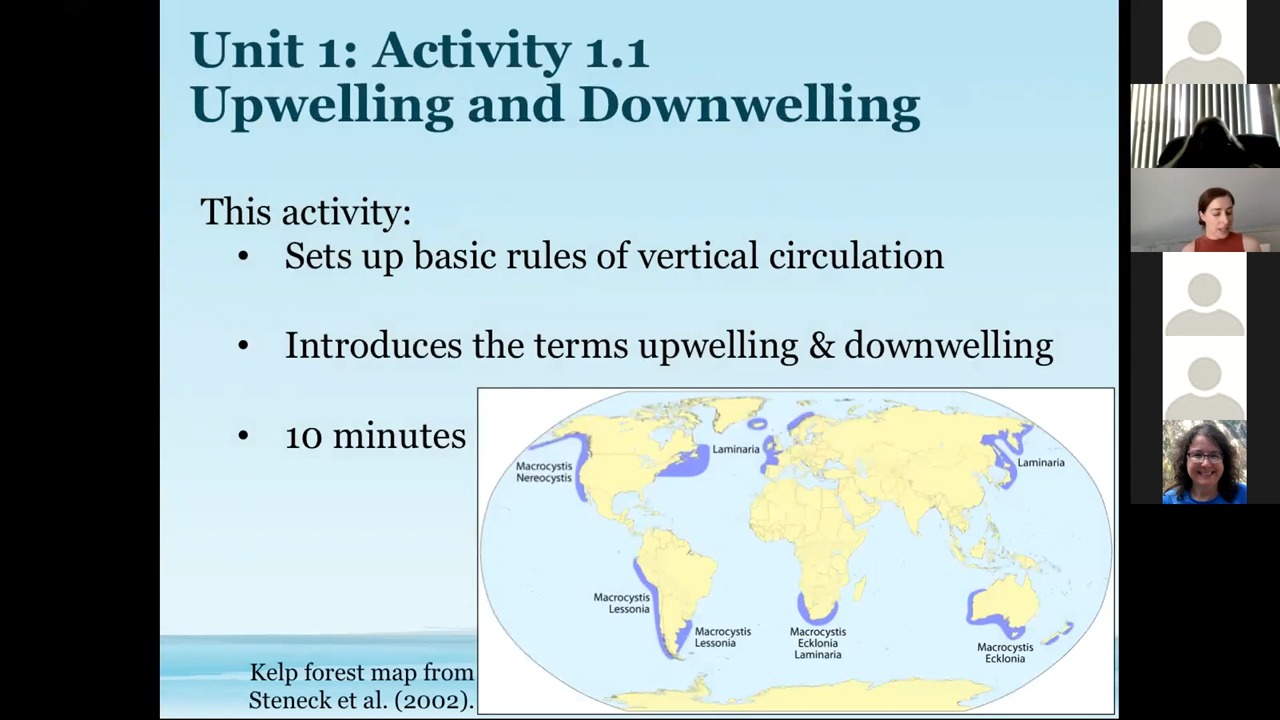 Unit 1: Activity 1.1
Upwelling and Downwelling
This activity:
• Sets up basic rules of vertical circulation
• Introduces the terms upwelling & downwelling
• 10 minutes
Macrocystis
Nereocystis
Laminaria
Laminaria
Macrocystis
Lessonia
Macrocystis
Lessonia
Macrocystis
Ecklonia
Laminaria
Macrocystis
Ecklonia
Kelp forest map from
Steneck et al. (2002).